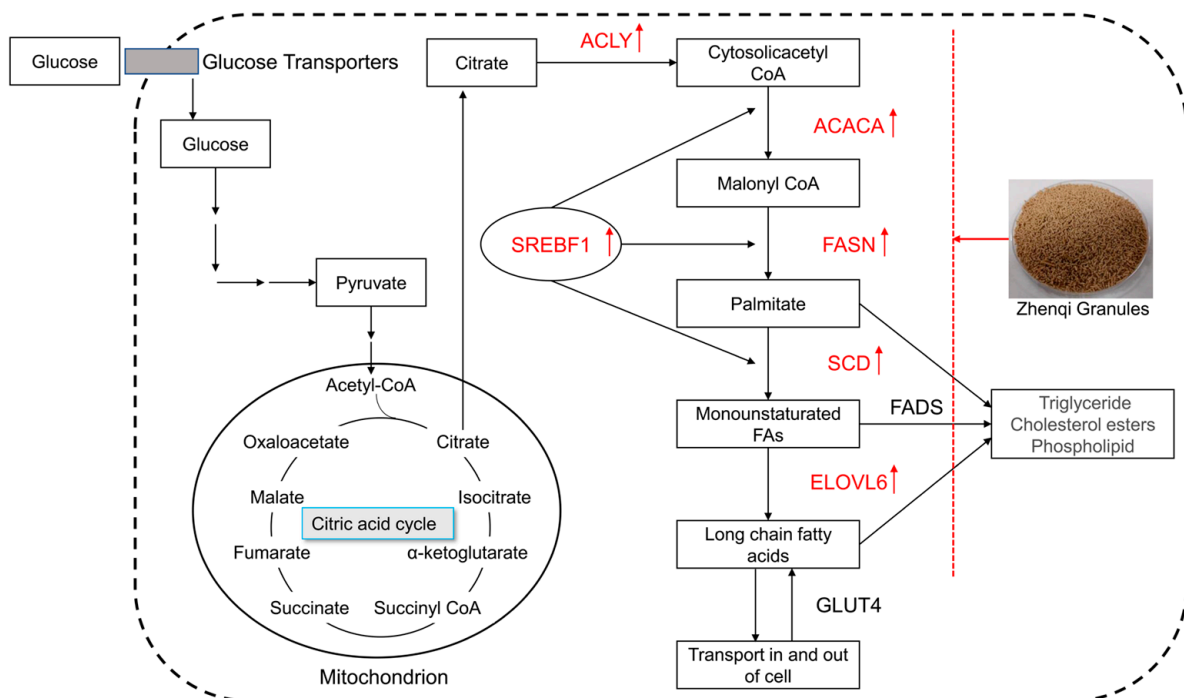 Glucose
Glucose Transporters
Glucose
Pyruvate
Acetyl-CoA
Oxaloacetate
Citrate
Malate
Isocitrate
Citric acid cycle
Fumarate
α-ketoglutarate
Succinate
Succinyl CoA
Mitochondrion
Citrate
ACLY
Cytosolicacetyl
CoA
ACACA
Malonyl CoA
SREBF1
FASN
Palmitate
SCD
Monounstaturated
FAs
FADS
ELOVL6
Long chain fatty
acids
GLUT4
Transport in and out
of cell
Zhenqi Granules
Triglyceride
Cholesterol esters
Phospholipid